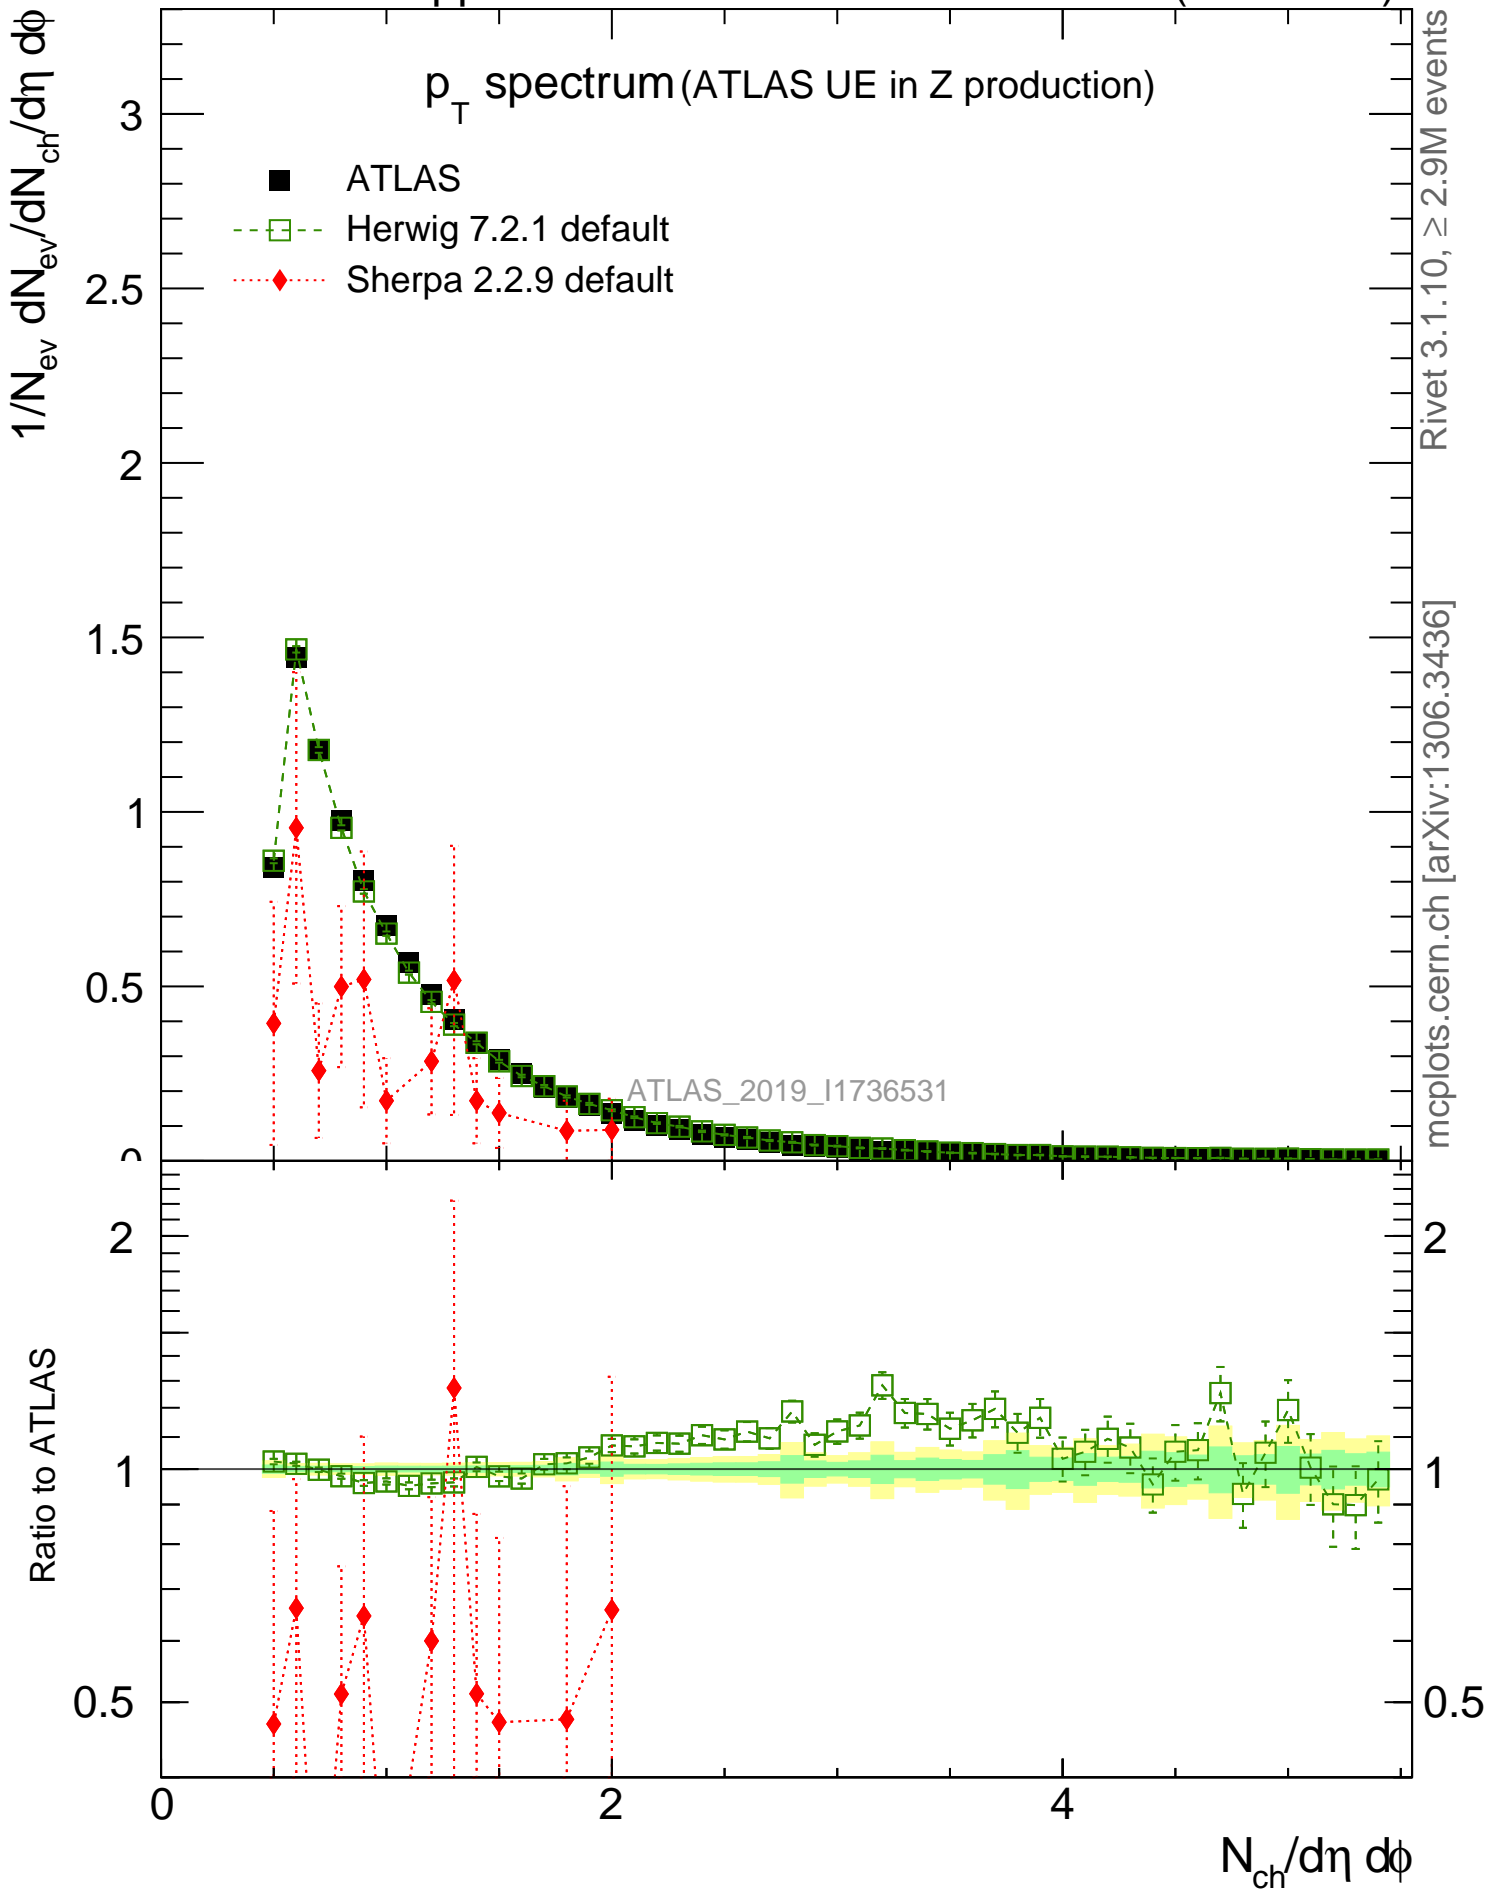 1/N_ev dN_ev/dN_ch/dη dϕ
p_T spectrum (ATLAS UE in Z production)
ATLAS
Herwig 7.2.1 default
Sherpa 2.2.9 default
3
2.5
2
1.5
1
0.5
0
ATLAS_2019_I1736531
Rivet 3.1.10, ≥ 2.9M events
mcplots.cern.ch [arXiv:1306.3436]
Ratio to ATLAS
2
1
0.5
2
1
0.5
0
2
4
N_ch/dη dϕ